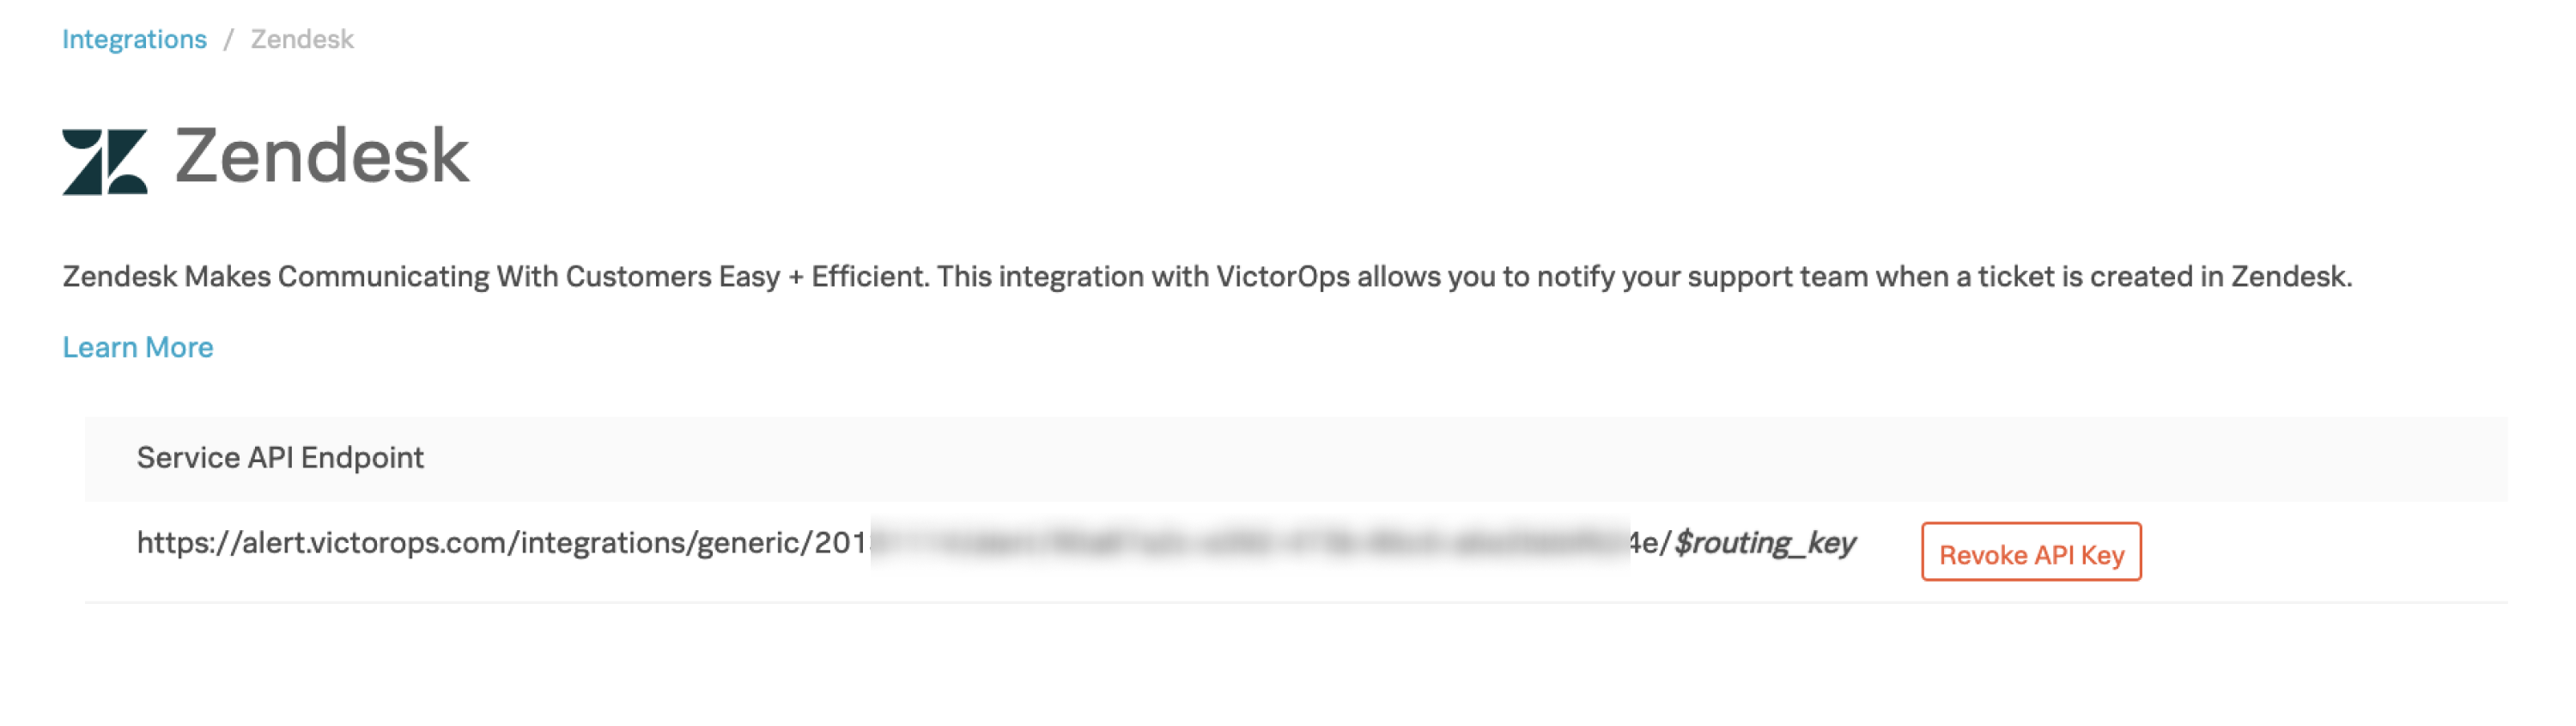 Integrations / Zendesk
Zendesk
Zendesk Makes Communicating With Customers Easy + Efficient. This integration with VictorOps allows you to notify your support team when a ticket is created in Zendesk.
Learn More
Service API Endpoint
https://alert.victorops.com/integrations/generic/201 4e/$routing_key Revoke API Key